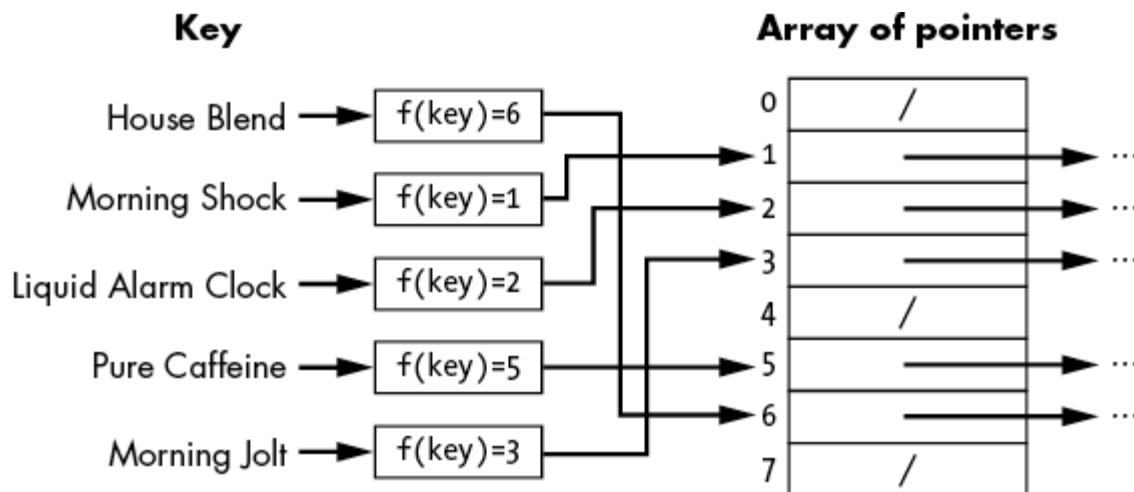 Key
Array of pointers
House Blend
f(key)=6
Morning Shock
f(key)=1
Liquid Alarm Clock
f(key)=2
Pure Caffeine
f(key)=5
Morning Jolt
f(key)=3
0 /
1 ...
2 ...
3 ...
4 /
5 ...
6 ...
7 /